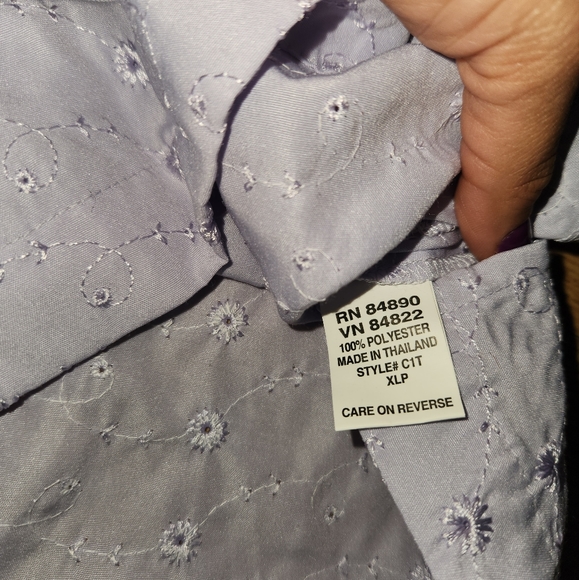 RN 84890
VN 84822
100% POLYESTER
MADE IN THAILAND
STYLE# C1T
XLP
CARE ON REVERSE